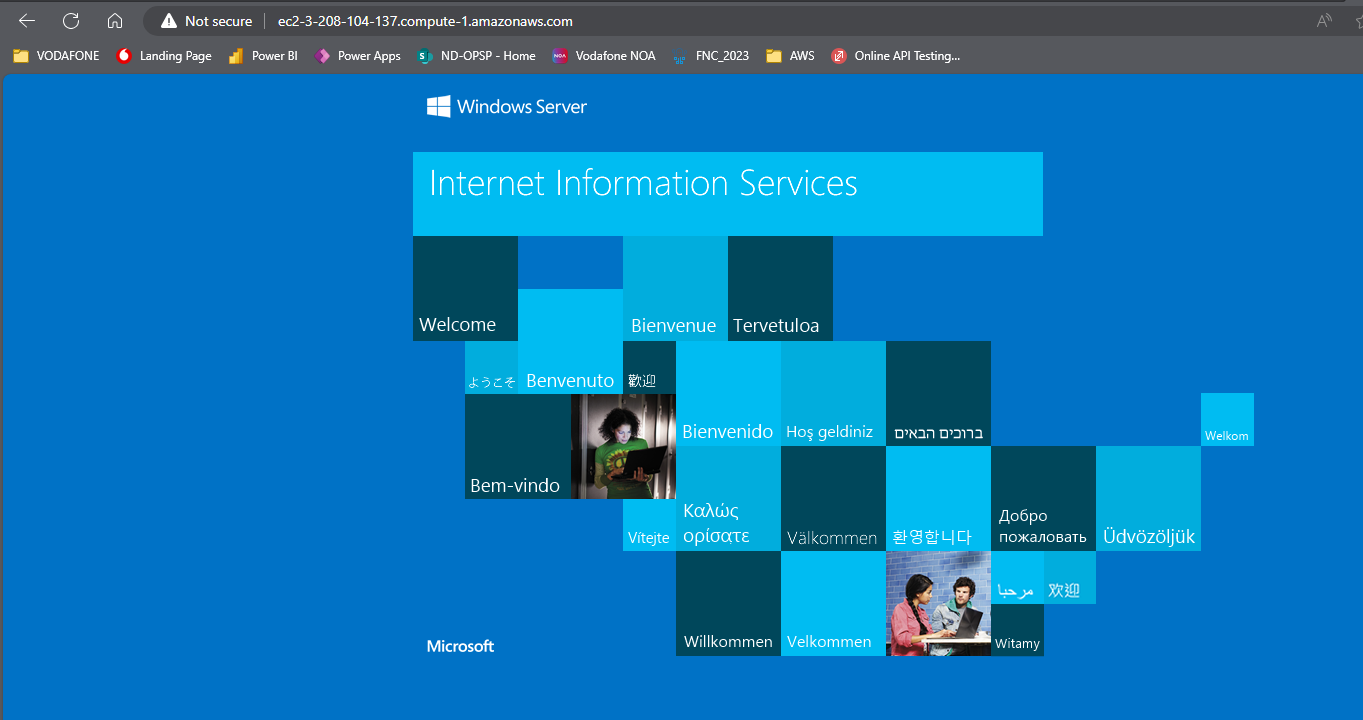 Not secure
ec2-3-208-104-137.compute-1.amazonaws.com
VODAFONE
Landing Page
Power BI
Power Apps
ND-OPSP - Home
Vodafone NOA
FNC_2023
AWS
Online API Testing...
Windows Server
Internet Information Services
Welcome
Bienvenue
Tervetuloa
ようこそ
Benvenuto
歡迎
Bienvenido
Hoş geldiniz
ברוכים הבאים
Welkom
Bem-vindo
Vítejte
Καλώς
ορίσατε
Välkommen
환영합니다
Добро
пожаловать
Üdvözöljük
مرحبا
欢迎
Willkommen
Velkommen
Witamy
Microsoft